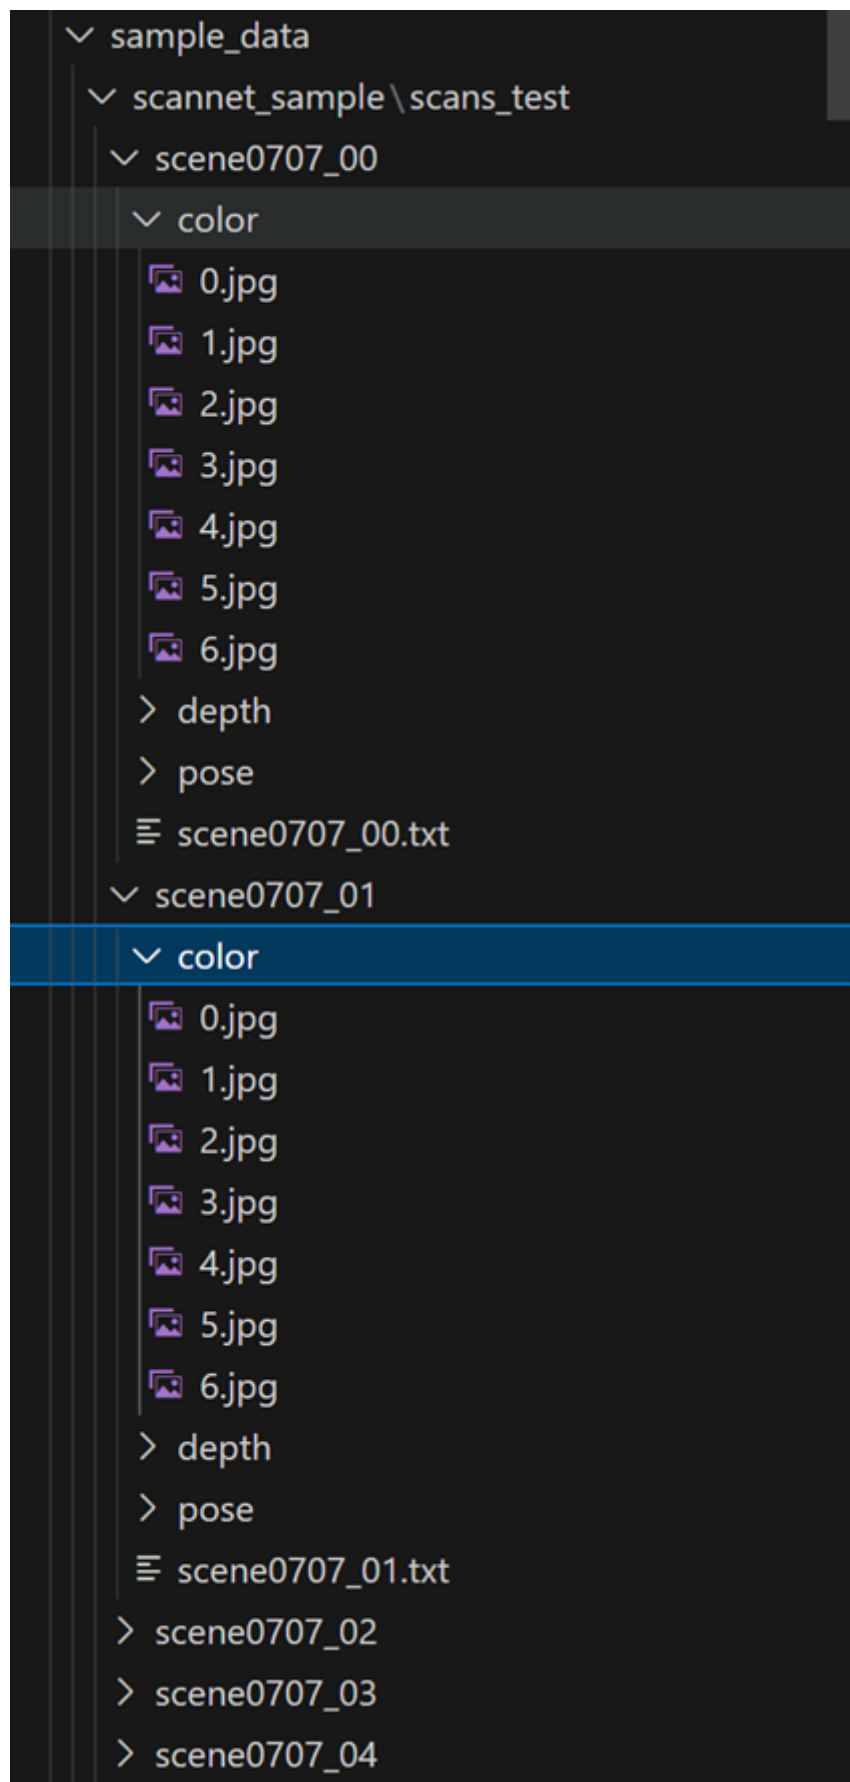 sample_data
scannet_sample\scans_test
scene0707_00
color
0.jpg
1.jpg
2.jpg
3.jpg
4.jpg
5.jpg
6.jpg
depth
pose
scene0707_00.txt
scene0707_01
color
0.jpg
1.jpg
2.jpg
3.jpg
4.jpg
5.jpg
6.jpg
depth
pose
scene0707_01.txt
scene0707_02
scene0707_03
scene0707_04